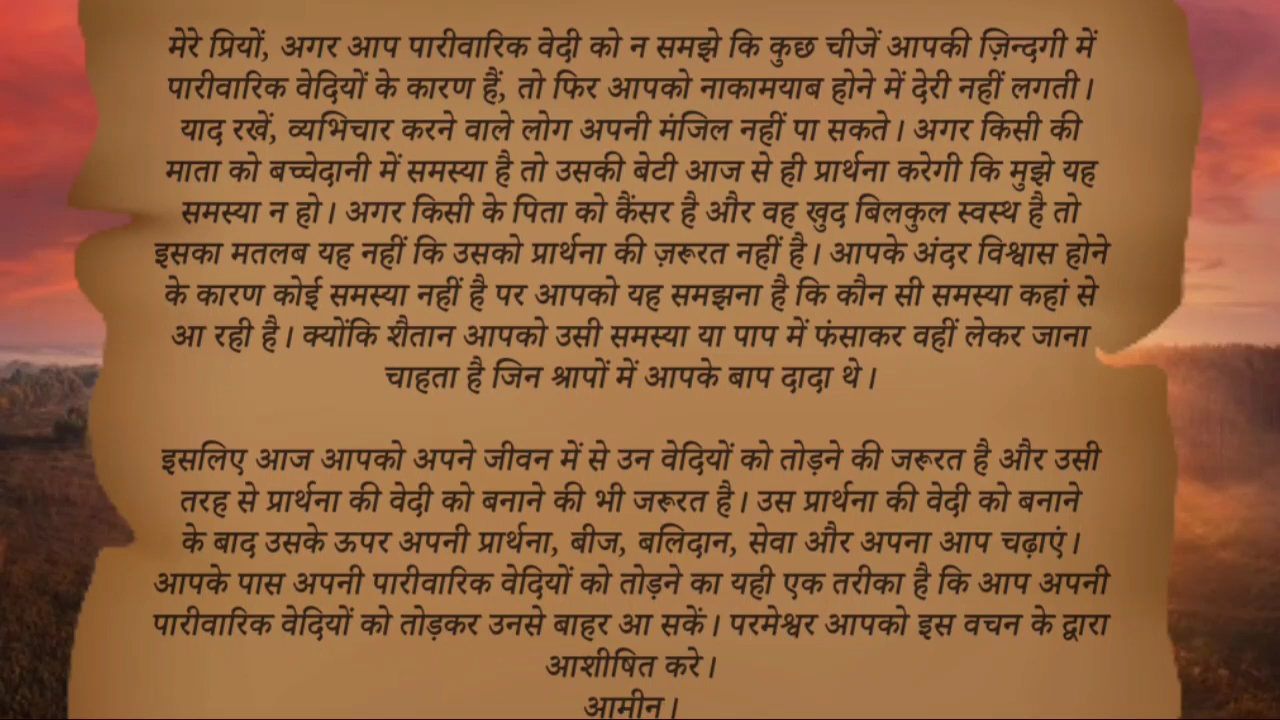 मेरे प्रियों, अगर आप पारीवारिक वेदी को न समझे कि कुछ चीजें आपकी ज़िन्दगी में
पारीवारिक वेदियों के कारण हैं, तो फिर आपको नाकामयाब होने में देरी नहीं लगती।
याद रखें, व्यभिचार करने वाले लोग अपनी मंजिल नहीं पा सकते। अगर किसी की
माता को बच्चेदानी में समस्या है तो उसकी बेटी आज से ही प्रार्थना करेगी कि मुझे यह
समस्या न हो। अगर किसी के पिता को कैंसर है और वह खुद बिलकुल स्वस्थ है तो
इसका मतलब यह नहीं कि उसको प्रार्थना की ज़रूरत नहीं है। आपके अंदर विश्वास होने
के कारण कोई समस्या नहीं है पर आपको यह समझना है कि कौन सी समस्या कहां से
आ रही है। क्योंकि शैतान आपको उसी समस्या या पाप में फंसाकर वहीं लेकर जाना
चाहता है जिन श्रापों में आपके बाप दादा थे।
इसलिए आज आपको अपने जीवन में से उन वेदियों को तोड़ने की जरूरत है और उसी
तरह से प्रार्थना की वेदी को बनाने की भी जरूरत है। उस प्रार्थना की वेदी को बनाने
के बाद उसके ऊपर अपनी प्रार्थना, बीज, बलिदान, सेवा और अपना आप चढ़ाएं।
आपके पास अपनी पारीवारिक वेदियों को तोड़ने का यही एक तरीका है कि आप अपनी
पारीवारिक वेदियों को तोड़कर उनसे बाहर आ सकें। परमेश्वर आपको इस वचन के द्वारा
आशीषित करे।
आमीन।